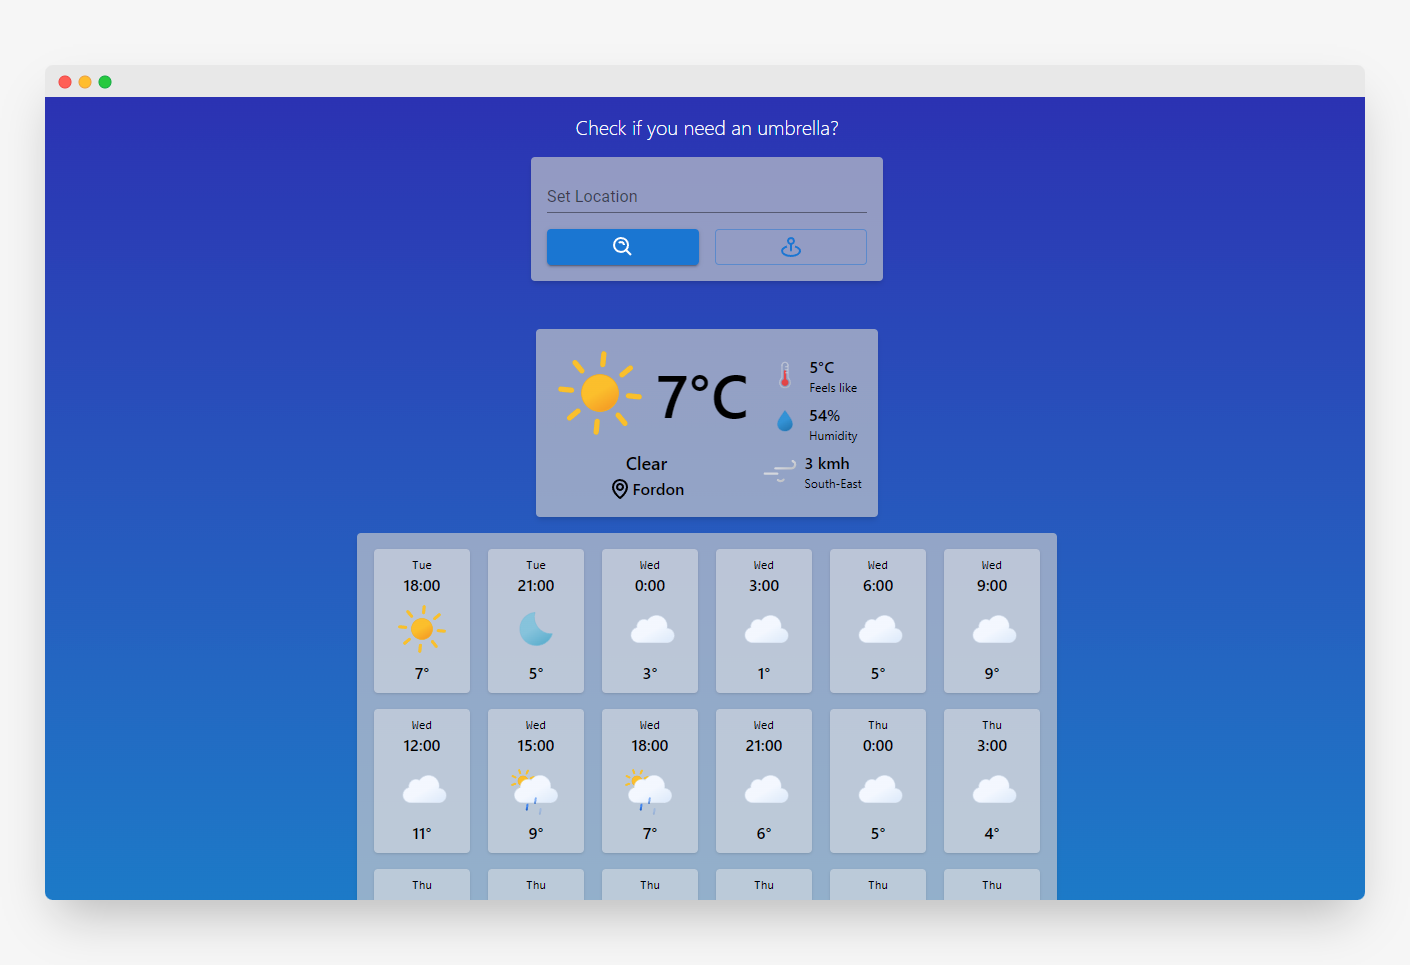 Check if you need an umbrella?
Set Location
7°C
5°C
Feels like
54%
Humidity
3 kmh
South-East
Clear
Fordon
Tue Tue Wed Wed Wed Wed
18:00 21:00 0:00 3:00 6:00 9:00
7° 5° 3° 1° 5° 9°
Wed Wed Wed Wed Thu Thu
12:00 15:00 18:00 21:00 0:00 3:00
11° 9° 7° 6° 5° 4°
Thu Thu Thu Thu Thu Thu